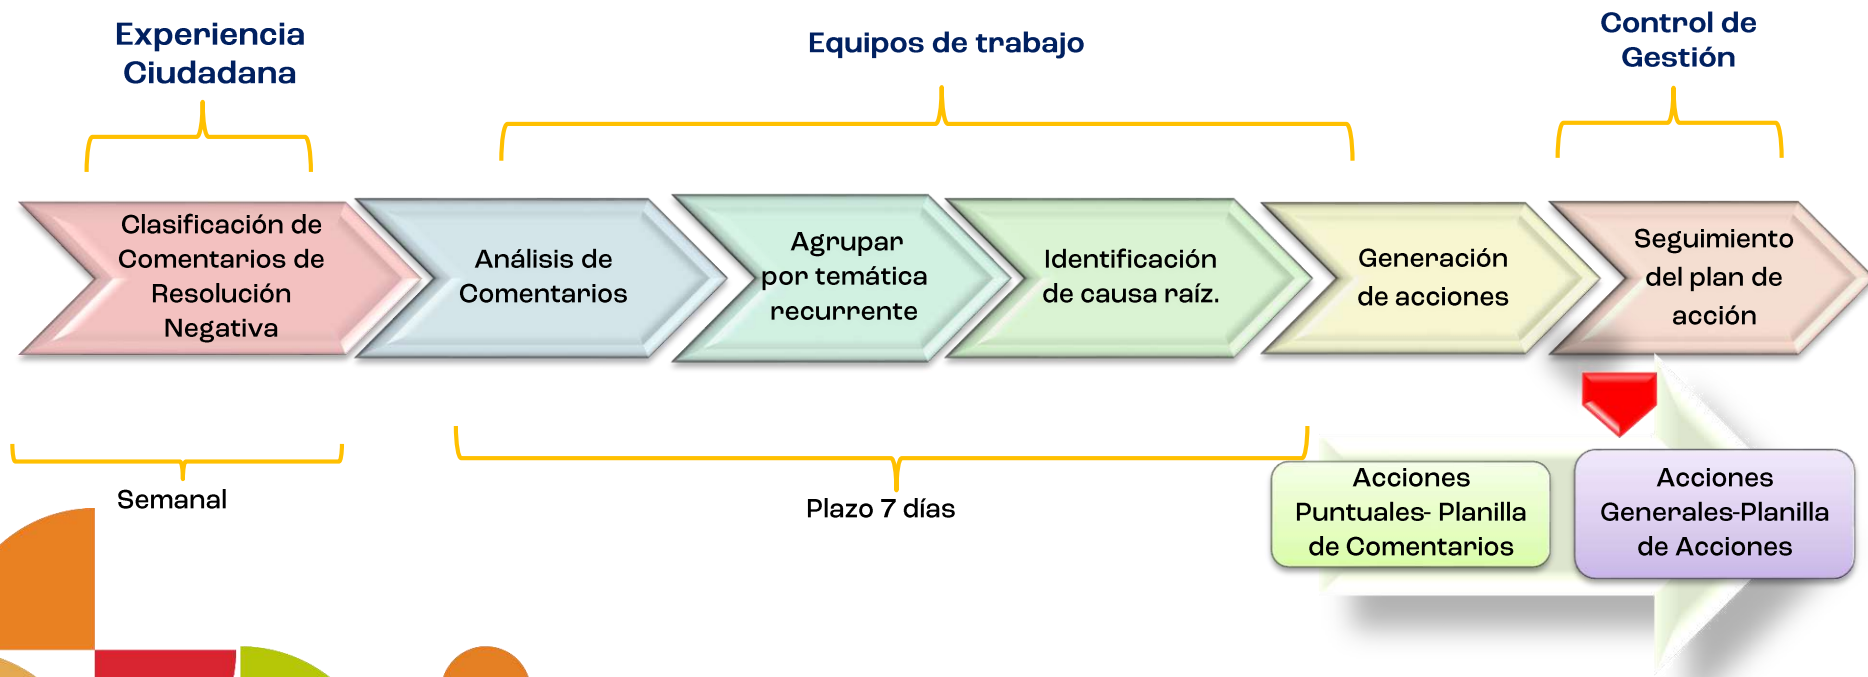 Experiencia
Ciudadana
Equipos de trabajo
Control de
Gestión
Clasificación de
Comentarios de
Resolución
Negativa
Análisis de
Comentarios
Agrupar
por temática
recurrente
Identificación
de causa raíz.
Generación
de acciones
Seguimiento
del plan de
acción
Semanal
Plazo 7 días
Acciones
Puntuales- Planilla
de Comentarios
Acciones
Generales-Planilla
de Acciones